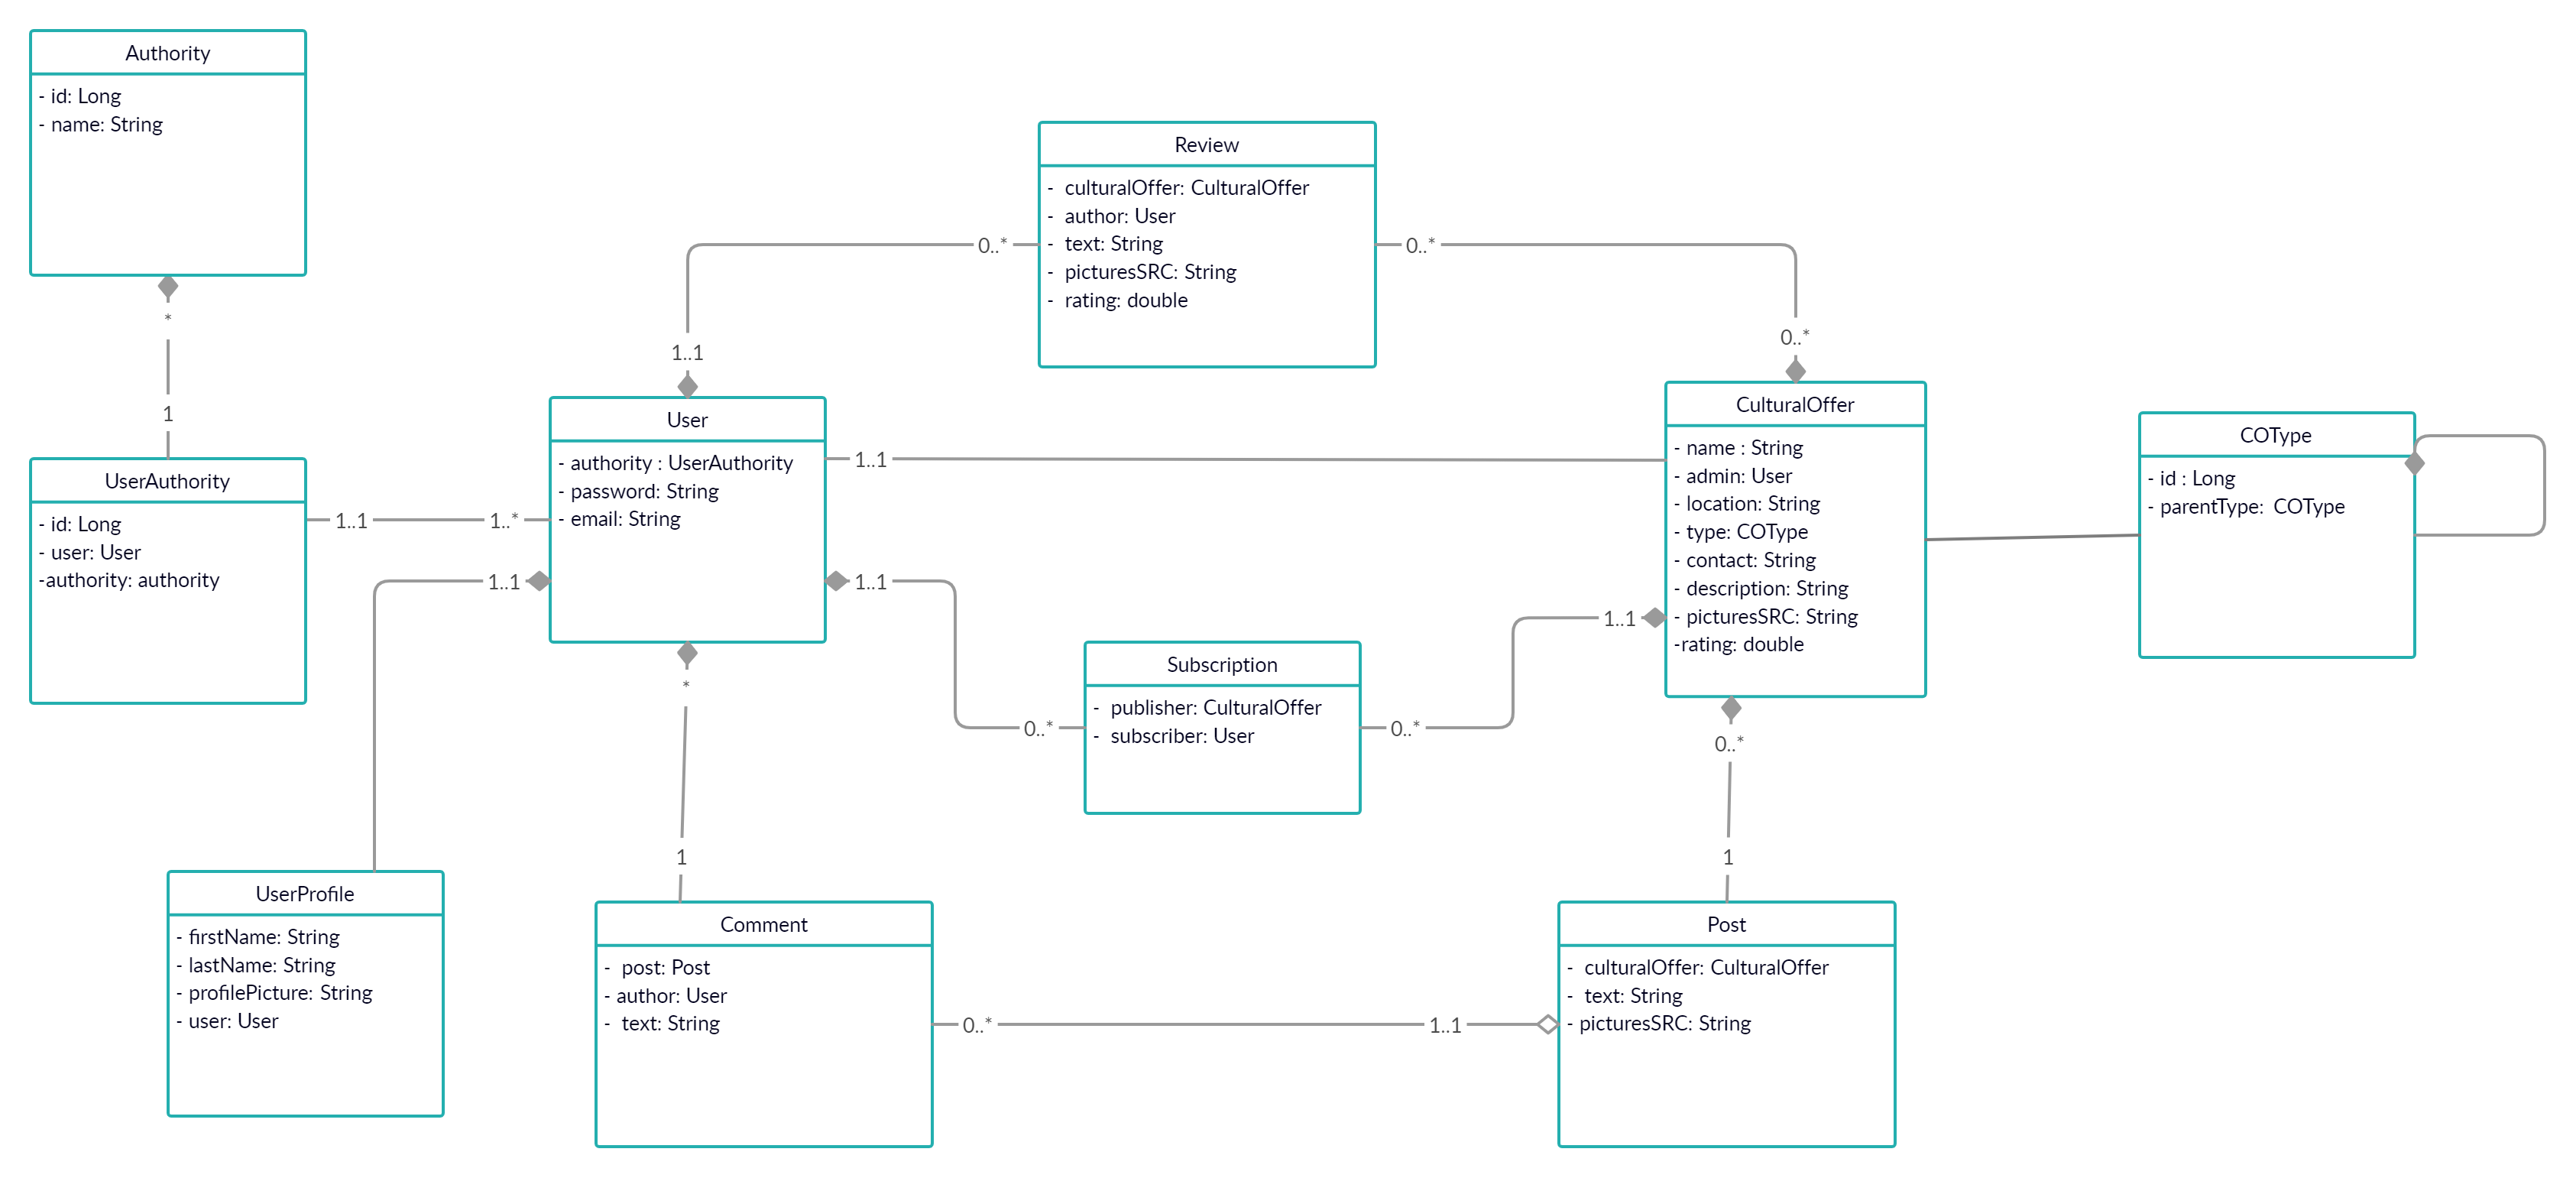 Authority
- id: Long
- name: String
*
1
UserAuthority
- id: Long
- user: User
-authority: authority
1..1
1..*
User
- authority : UserAuthority
- password: String
- email: String
1..1
0..*
Review
-  culturalOffer: CulturalOffer
-  author: User
-  text: String
-  picturesSRC: String
-  rating: double
0..*
0..*
1..1
CulturalOffer
- name : String
- admin: User
- location: String
- type: COType
- contact: String
- description: String
- picturesSRC: String
-rating: double
COType
- id : Long
- parentType:  COType
1..1
1..1
0..*
Subscription
-  publisher: CulturalOffer
-  subscriber: User
0..*
1..1
*
1
0..*
1
UserProfile
- firstName: String
- lastName: String
- profilePicture: String
- user: User
Comment
-  post: Post
- author: User
-  text: String
0..*
1..1
Post
-  culturalOffer: CulturalOffer
-  text: String
- picturesSRC: String